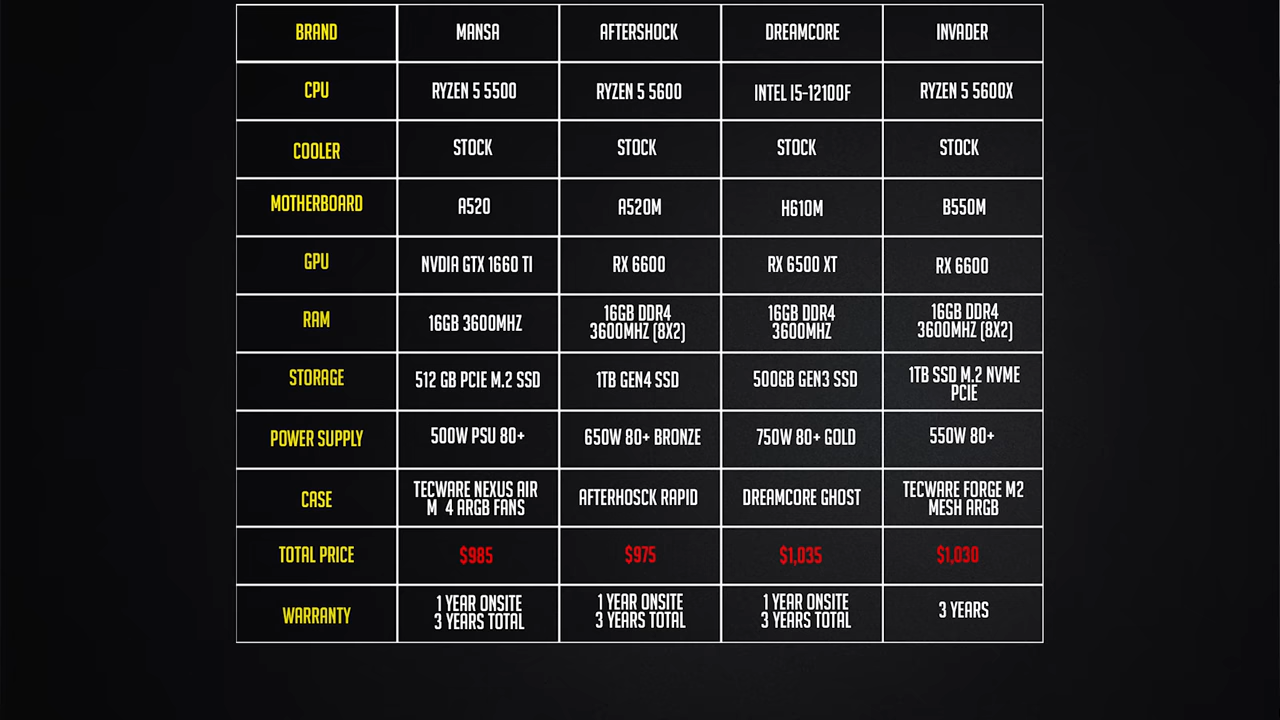 BRAND MANSA AFTERSHOCK DREAMCORE INVADER
CPU RYZEN 5 5500 RYZEN 5 5600 INTEL I5-12100F RYZEN 5 5600X
COOLER STOCK STOCK STOCK STOCK
MOTHERBOARD A520 A520M H610M B550M
GPU NVDIA GTX 1660 TI RX 6600 RX 6500 XT RX 6600
RAM
16GB 3600MHZ
16GB DDR4
3600MHZ (8X2)
16GB DDR4
3600MHZ
16GB DDR4
3600MHZ (8X2)
STORAGE
512 GB PCIE M.2 SSD
1TB GEN4 SSD
500GB GEN3 SSD
1TB SSD M.2 NVME
PCIE
POWER SUPPLY 500W PSU 80+ 650W 80+ BRONZE 750W 80+ GOLD 550W 80+
CASE
TECWARE NEXUS AIR
M 4 ARGB FANS
AFTERHOSCK RAPID
DREAMCORE GHOST
TECWARE FORGE M2
MESH ARGB
TOTAL PRICE $985 $975 $1,035 $1,030
WARRANTY
1 YEAR ONSITE
3 YEARS TOTAL
1 YEAR ONSITE
3 YEARS TOTAL
1 YEAR ONSITE
3 YEARS TOTAL
3 YEARS